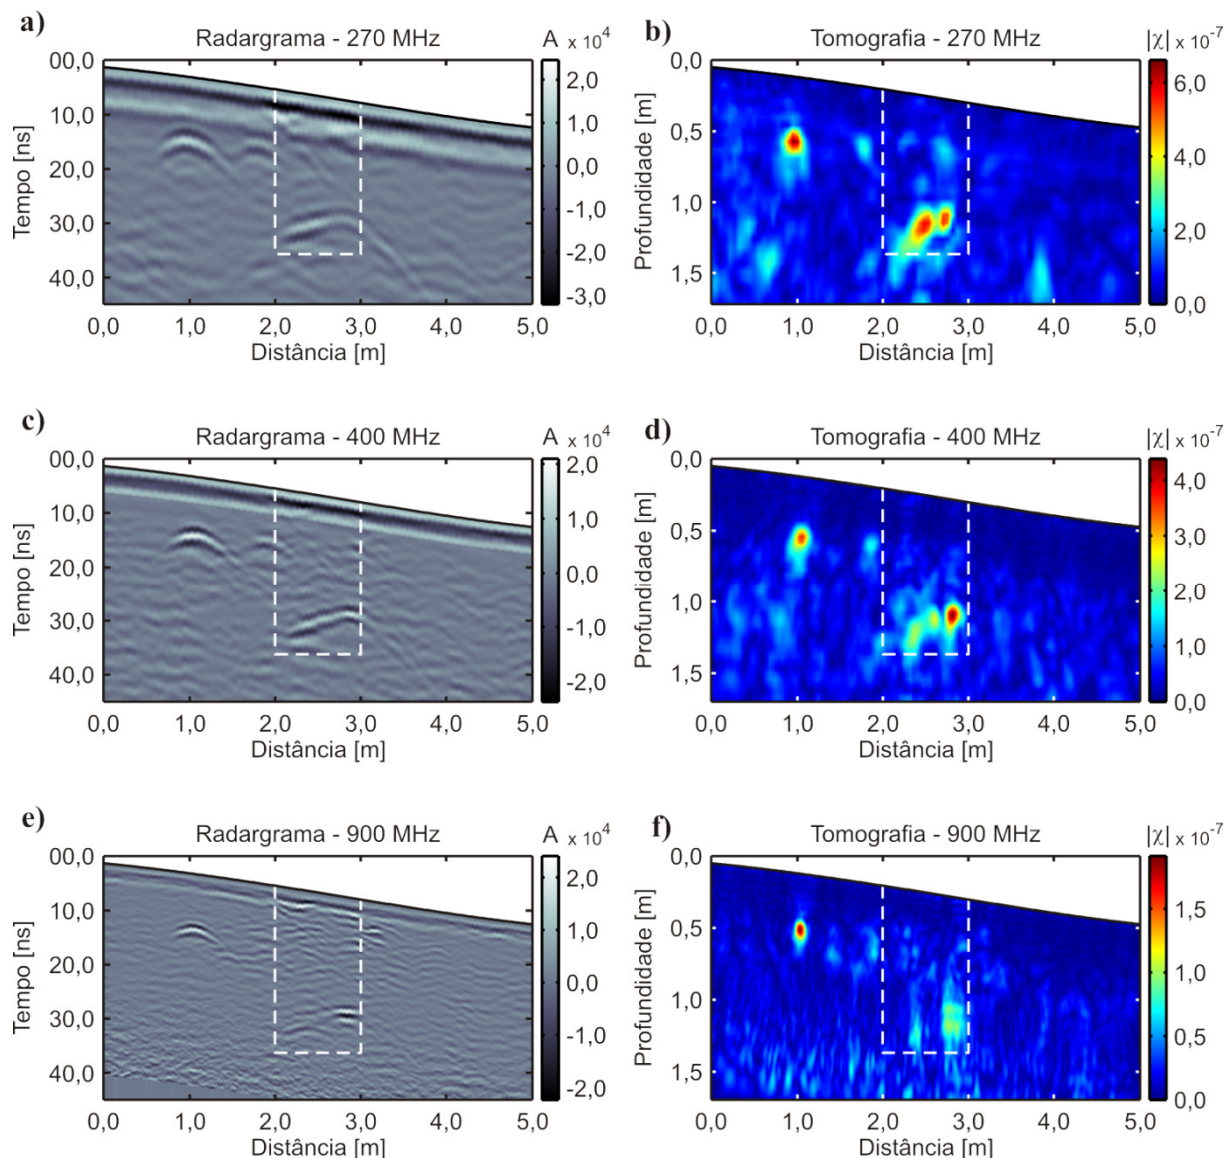 a)
Radargrama - 270 MHz
A x 10⁴
Tempo [ns]
00,0
10,0
20,0
30,0
40,0
0,0 1,0 2,0 3,0 4,0 5,0
Distância [m]
2,0
1,0
0,0
-1,0
-2,0
-3,0
b)
Tomografia - 270 MHz
|χ| x 10⁻⁷
Profundidade [m]
0,0
0,5
1,0
1,5
0,0 1,0 2,0 3,0 4,0 5,0
Distância [m]
6,0
4,0
2,0
0,0
c)
Radargrama - 400 MHz
A x 10⁴
Tempo [ns]
00,0
10,0
20,0
30,0
40,0
0,0 1,0 2,0 3,0 4,0 5,0
Distância [m]
2,0
1,0
0,0
-1,0
-2,0
d)
Tomografia - 400 MHz
|χ| x 10⁻⁷
Profundidade [m]
0,0
0,5
1,0
1,5
0,0 1,0 2,0 3,0 4,0 5,0
Distância [m]
4,0
3,0
2,0
1,0
0,0
e)
Radargrama - 900 MHz
A x 10⁴
Tempo [ns]
00,0
10,0
20,0
30,0
40,0
0,0 1,0 2,0 3,0 4,0 5,0
Distância [m]
2,0
1,0
0,0
-1,0
-2,0
f)
Tomografia - 900 MHz
|χ| x 10⁻⁷
Profundidade [m]
0,0
0,5
1,0
1,5
0,0 1,0 2,0 3,0 4,0 5,0
Distância [m]
1,5
1,0
0,5
0,0